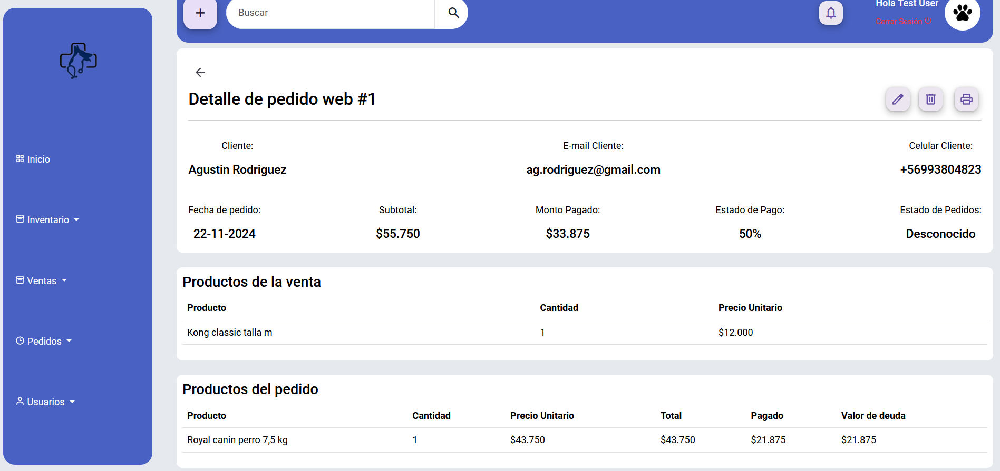 Buscar
Hola Test User
Cerrar Sesión
Inicio
Inventario
Ventas
Pedidos
Usuarios
Detalle de pedido web #1
Cliente: E-mail Cliente: Celular Cliente:
Agustin Rodriguez ag.rodriguez@gmail.com +56993804823
Fecha de pedido: Subtotal: Monto Pagado: Estado de Pago: Estado de Pedidos:
22-11-2024 $55.750 $33.875 50% Desconocido
Productos de la venta
Producto Cantidad Precio Unitario
Kong classic talla m 1 $12.000
Productos del pedido
Producto Cantidad Precio Unitario Total Pagado Valor de deuda
Royal canin perro 7,5 kg 1 $43.750 $43.750 $21.875 $21.875